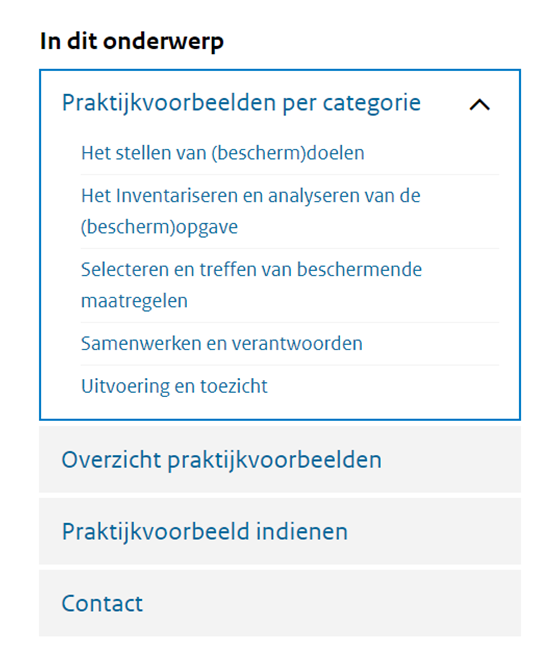 In dit onderwerp
Praktijkvoorbeelden per categorie
Het stellen van (bescherm)doelen
Het Inventariseren en analyseren van de
(bescherm)opgave
Selecteren en treffen van beschermende
maatregelen
Samenwerken en verantwoorden
Uitvoering en toezicht
Overzicht praktijkvoorbeelden
Praktijkvoorbeeld indienen
Contact